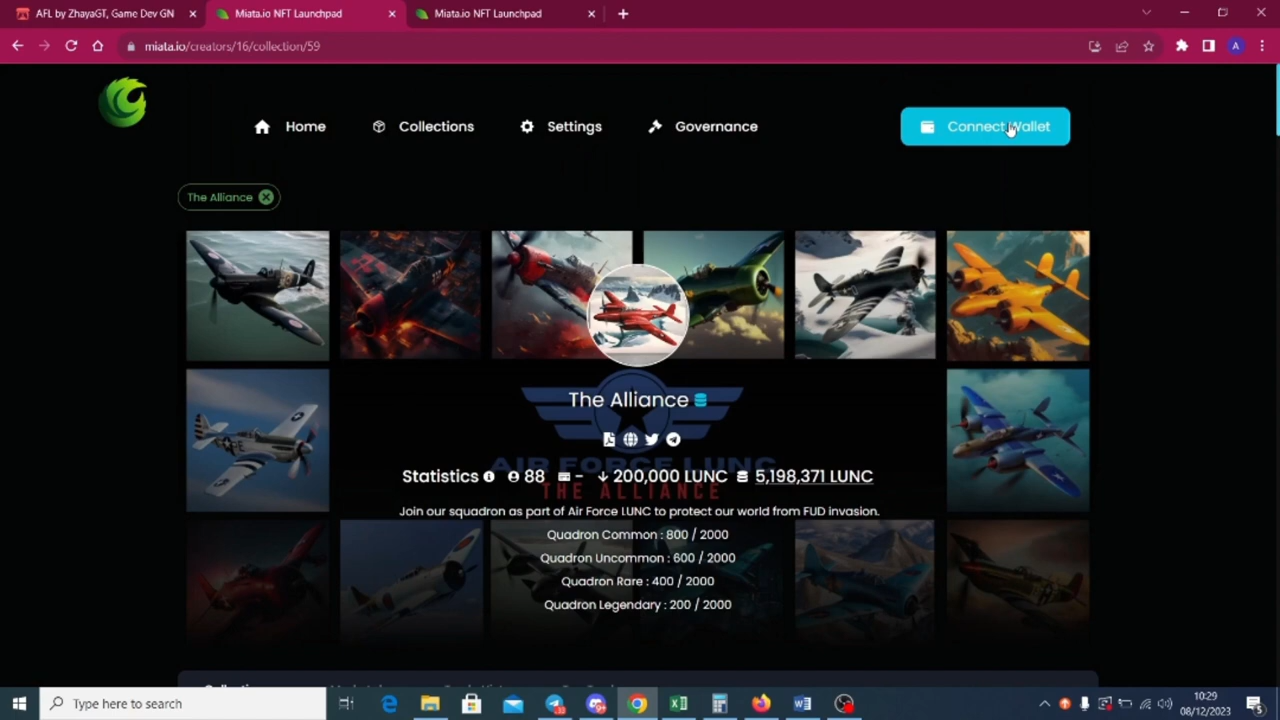 AFL by ZhayaGT, Game Dev GN
Miata.io NFT Launchpad
Miata.io NFT Launchpad
miata.io/creators/16/collection/59
A
Home
Collections
Settings
Governance
Connect Wallet
The Alliance
The Alliance
AIR FORCE LUNC
THE ALLIANCE
Statistics 88 - 200,000 LUNC 5,198,371 LUNC
Join our squadron as part of Air Force LUNC to protect our world from FUD invasion.
Quadron Common : 800 / 2000
Quadron Uncommon : 600 / 2000
Quadron Rare : 400 / 2000
Quadron Legendary : 200 / 2000
Type here to search
10:29
08/12/2023
5